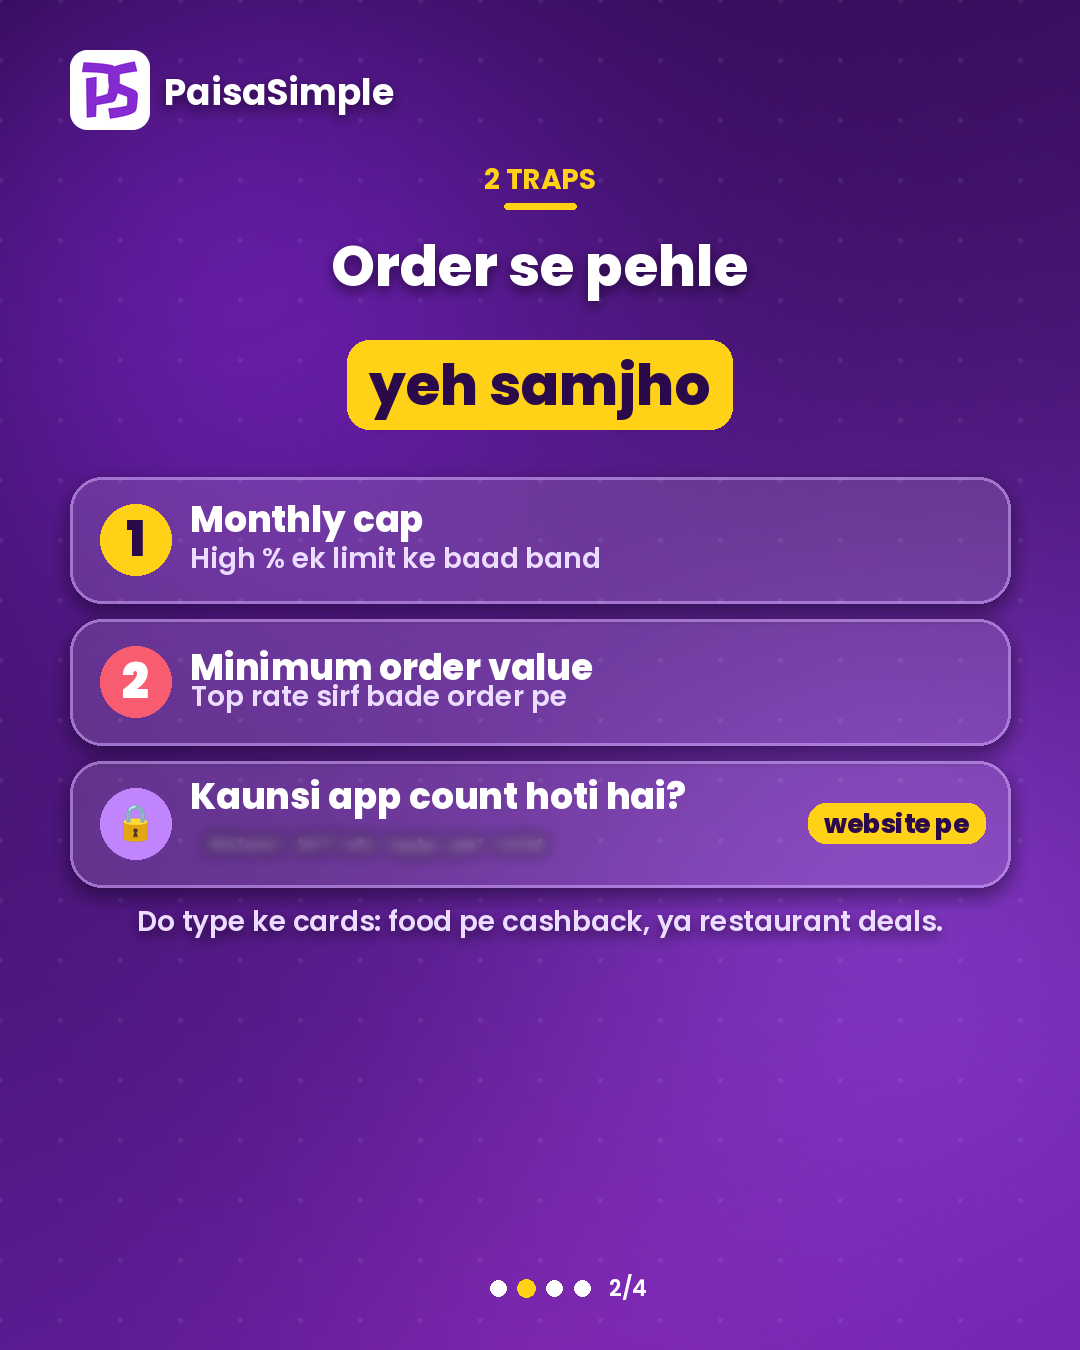 PaisaSimple
2 TRAPS
Order se pehle
yeh samjho
1
Monthly cap
High % ek limit ke baad band
2
Minimum order value
Top rate sirf bade order pe
Kaunsi app count hoti hai?
website pe
Do type ke cards: food pe cashback, ya restaurant deals.
2/4